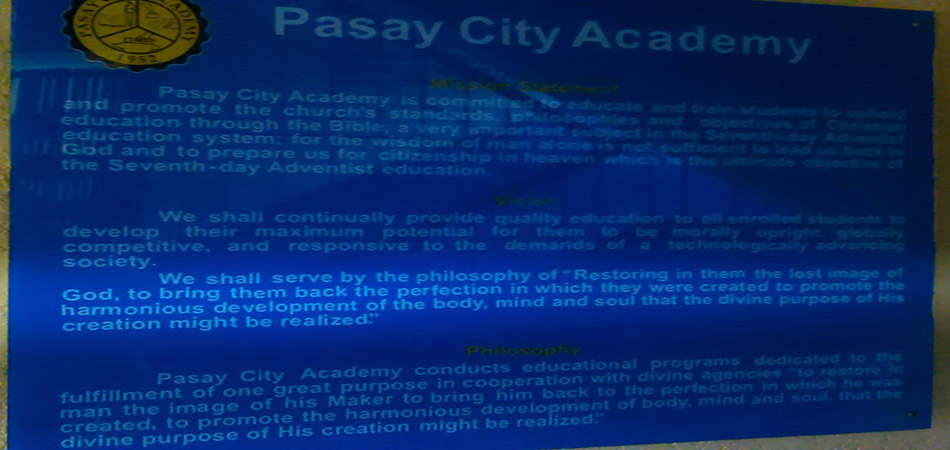 PASAY CITY ACADEMY
1952
Pasay City Academy
Mission Statement
Pasay City Academy is committed to educate and train students to uphold
and promote the church's standards, philosophies and objectives of Christian
education through the Bible, a very important subject in the Seventh-day Adventist
education system; for the wisdom of man alone is not sufficient to lead us back to
God and to prepare us for citizenship in heaven which is the ultimate objective of
the Seventh-day Adventist education.
Vision
We shall continually provide quality education to all enrolled students to
develop their maximum potential for them to be morally upright, globally
competitive, and responsive to the demands of a technologically advancing
society.
We shall serve by the philosophy of "Restoring in them the lost image of
God, to bring them back the perfection in which they were created to promote the
harmonious development of the body, mind and soul that the divine purpose of His
creation might be realized."
Philosophy
Pasay City Academy conducts educational programs dedicated to the
fulfillment of one great purpose in cooperation with divine agencies "to restore in
man the image of his Maker to bring him back to the perfection in which he was
created, to promote the harmonious development of body, mind and soul, that the
divine purpose of His creation might be realized."